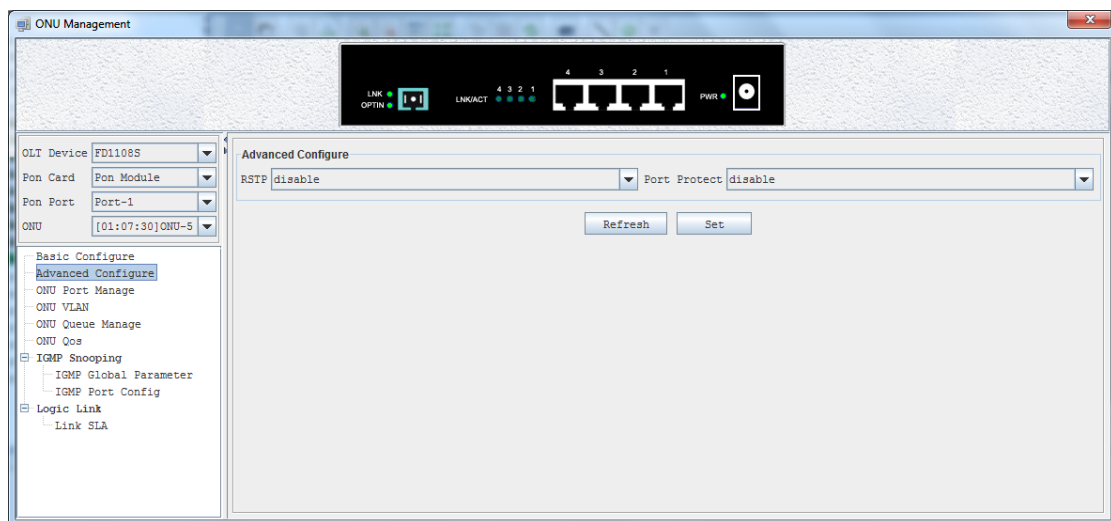 ONU Management
4 3 2 1
LNK
OPTIN
LNK/ACT
4 3 2 1
PWR
OLT Device FD1108S
Pon Card Pon Module
Pon Port Port-1
ONU [01:07:30]ONU-5
Basic Configure
Advanced Configure
ONU Port Manage
ONU VLAN
ONU Queue Manage
ONU Qos
IGMP Snooping
IGMP Global Parameter
IGMP Port Config
Logic Link
Link SLA
Advanced Configure
RSTP disable Port Protect disable
Refresh Set